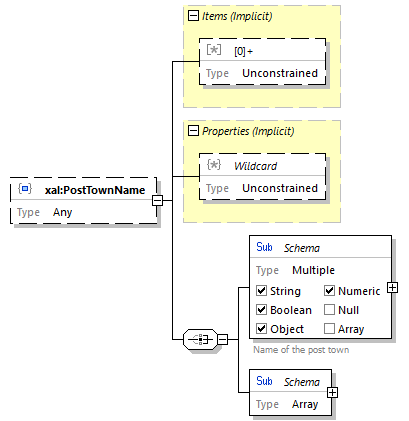 Items (Implicit)
[*] [0]+
Type Unconstrained
Properties (Implicit)
{*} Wildcard
Type Unconstrained
xal:PostTownName
Type Any
Sub Schema
Type Multiple
String Numeric
Boolean Null
Object Array
Name of the post town
Sub Schema
Type Array